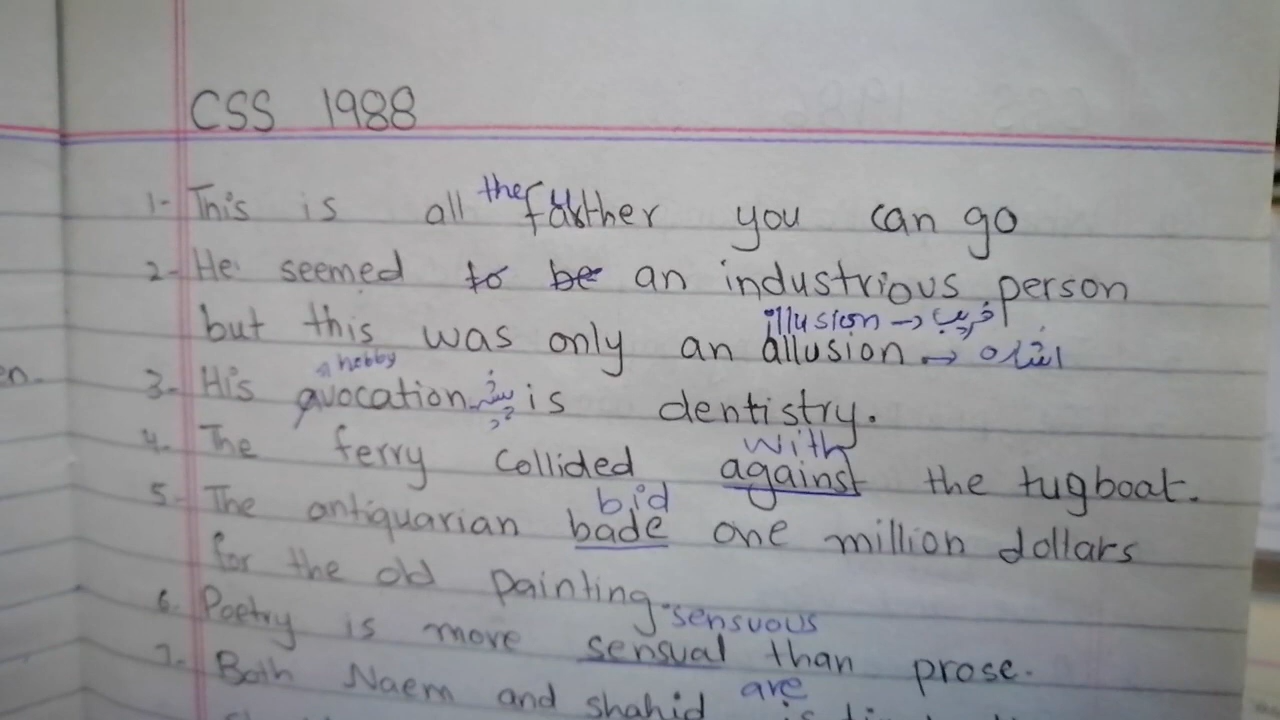 CSS 1988
1- This is all the farther you can go
2- He seemed to be an industrious person
illusion → فریب
but this was only an allusion → اشارہ
a hobby
3- His avocation پیشہ is dentistry.
with
4. The ferry collided against the tugboat.
bid
5- The antiquarian bade one million dollars
for the old painting.
sensuous
6. Poetry is more sensual than prose.
are
7- Both Naem and shahid is
en.